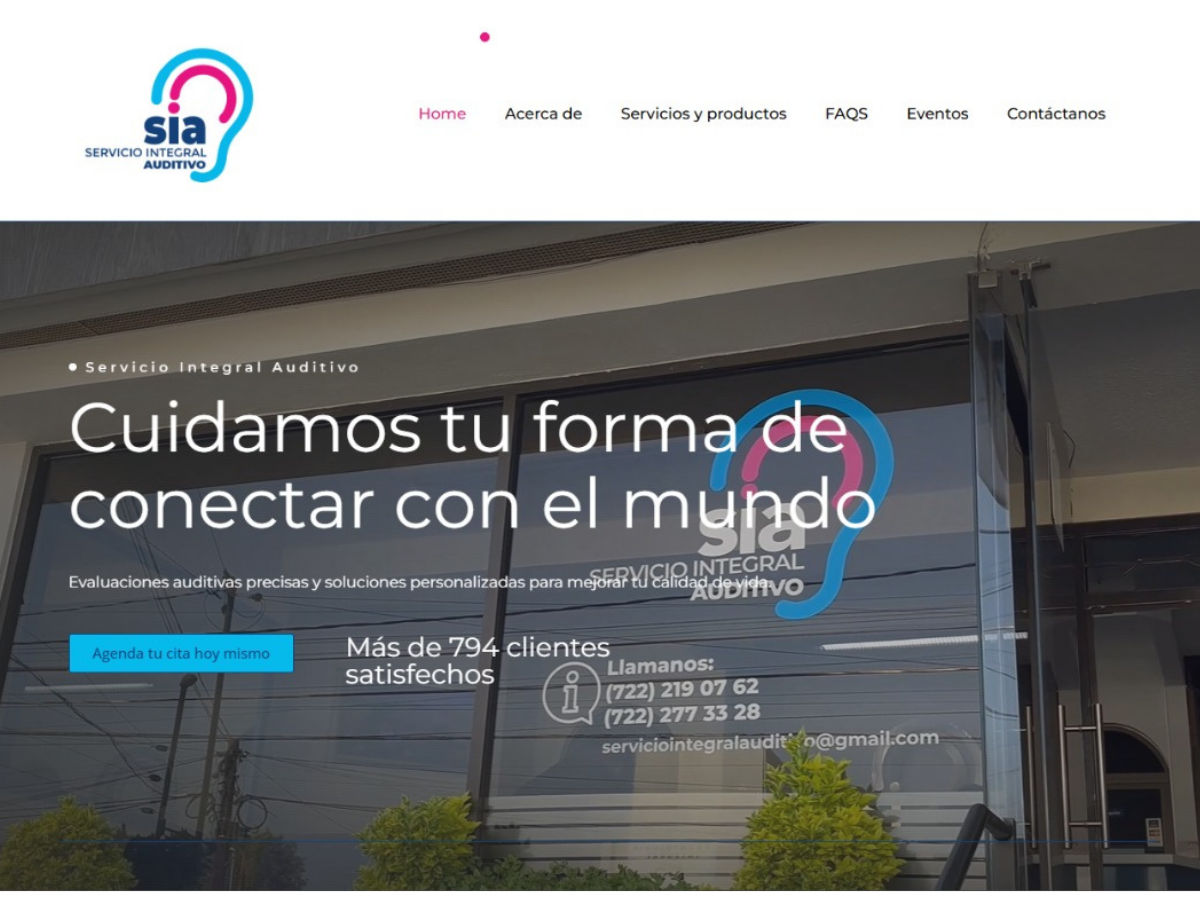 sia
SERVICIO INTEGRAL
AUDITIVO
Home
Acerca de
Servicios y productos
FAQS
Eventos
Contáctanos
Servicio Integral Auditivo
Cuidamos tu forma de
conectar con el mundo
Evaluaciones auditivas precisas y soluciones personalizadas para mejorar tu calidad de vida.
Agenda tu cita hoy mismo
Más de 794 clientes
satisfechos
sia
SERVICIO INTEGRAL
AUDITIVO
Llamanos:
(722) 219 07 62
(722) 277 33 28
serviciointegralauditivo@gmail.com